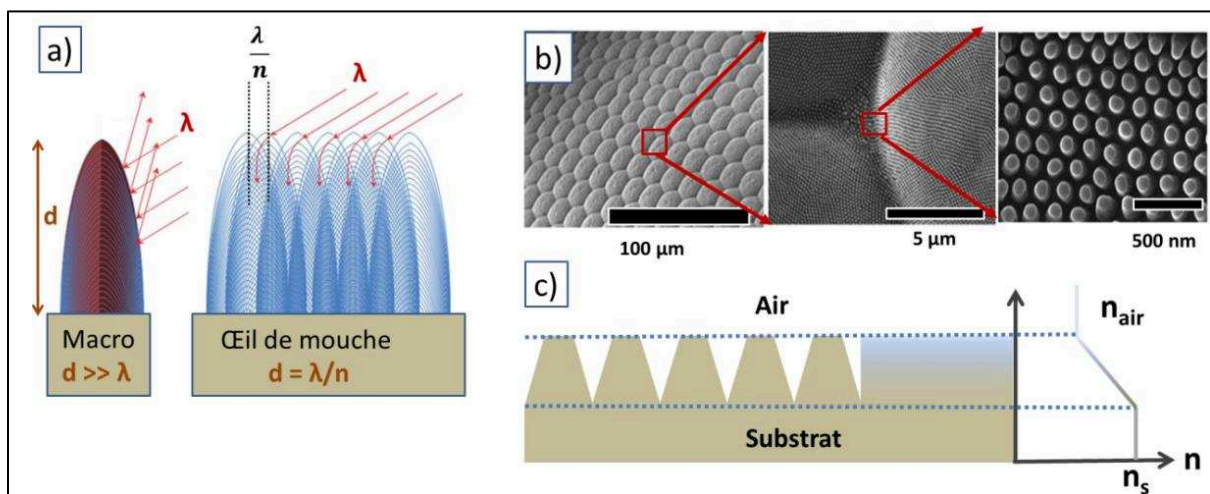 a)
λ
n
λ
λ
d
Macro
d >> λ
Œil de mouche
d = λ/n
b)
100 µm
5 µm
500 nm
c)
Air
n_air
Substrat
n
n_s